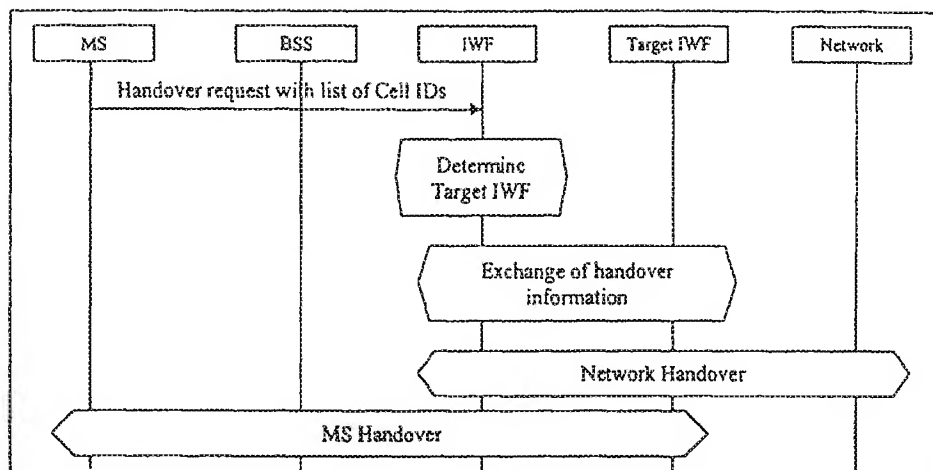 MS
BSS
IWF
Target IWF
Network
Handover request with list of Cell IDs
Determine
Target IWF
Exchange of handover
information
Network Handover
MS Handover